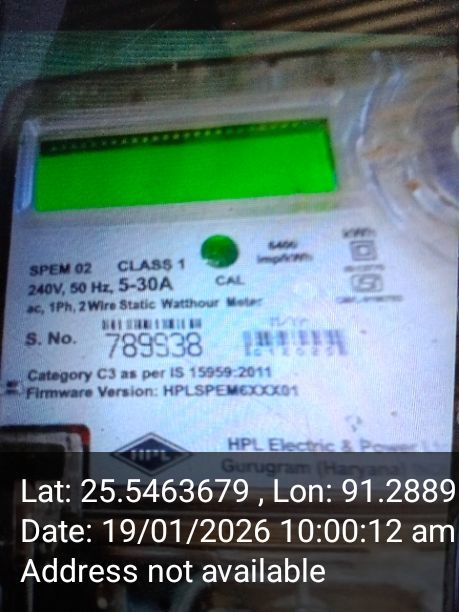 kWh
6400
imp/kWh
SPEM 02 CLASS 1
CAL
240V, 50 Hz, 5-30A
ac, 1Ph, 2 Wire Static Watthour Meter
S. No. 789938
Category C3 as per IS 15959:2011
Firmware Version:
HPL
HPL Electric & Power
Gurugram (Haryana)
Lat: 25.5463679 , Lon: 91.2889
Date: 19/01/2026 10:00:12 am
Address not available